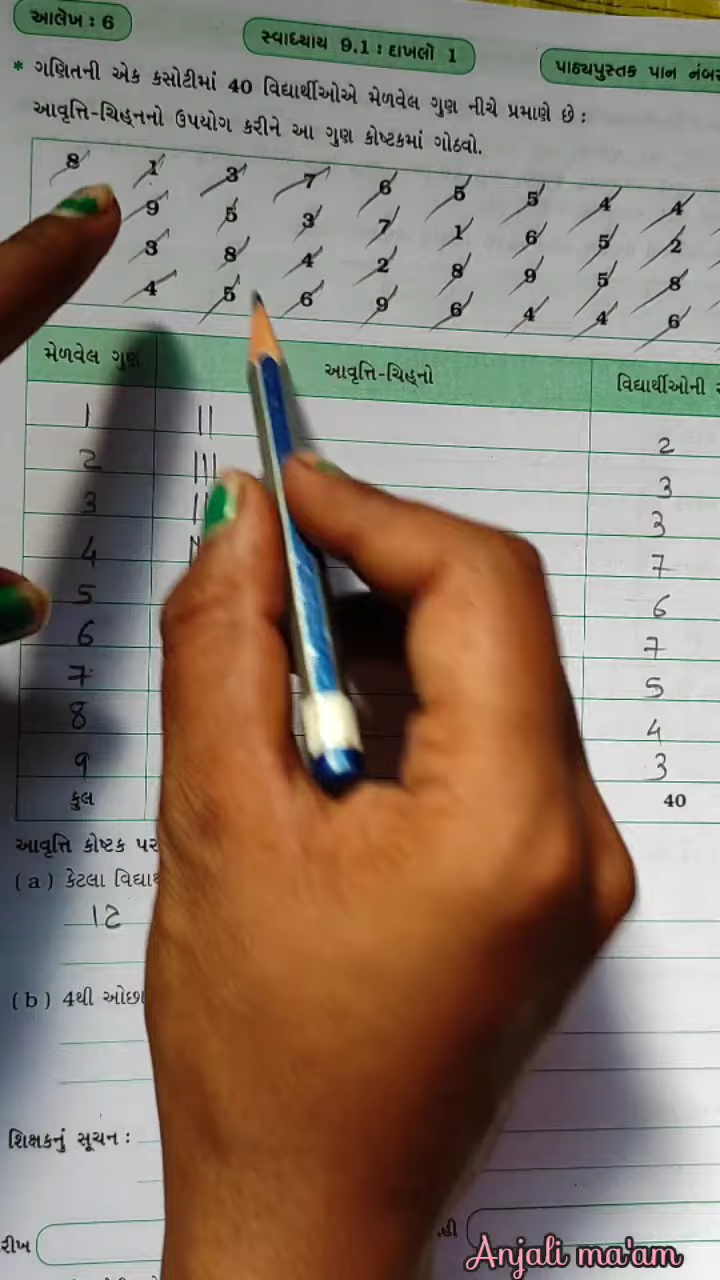 આલેખ : 6
સ્વાધ્યાય 9.1 : દાખલો 1
પાઠ્યપુસ્તક પાન
* ગણિતની એક કસોટીમાં 40 વિદ્યાર્થીઓએ મેળવેલ ગુણ નીચે પ્રમાણે છે :
આવૃત્તિ-ચિહ્નનો ઉપયોગ કરીને આ ગુણ કોષ્ટકમાં ગોઠવો.
8 1 3 7 6 5 5 4 4
9 5 3 7 1 6 5 2
3 8 4 2 8 9 5 8
4 5 6 9 6 4 4 6
મેળવેલ ગુણ આવૃત્તિ-ચિહ્નો વિદ્યાર્થીઓની
1 || 2
2 ||| 3
3 3
4 7
5 6
6 7
7 5
8 4
9 3
કુલ 40
આવૃત્તિ કોષ્ટક
(a) કેટલા
12
(b) 4થી
શિક્ષકનું સૂચન :
Anjali ma'am